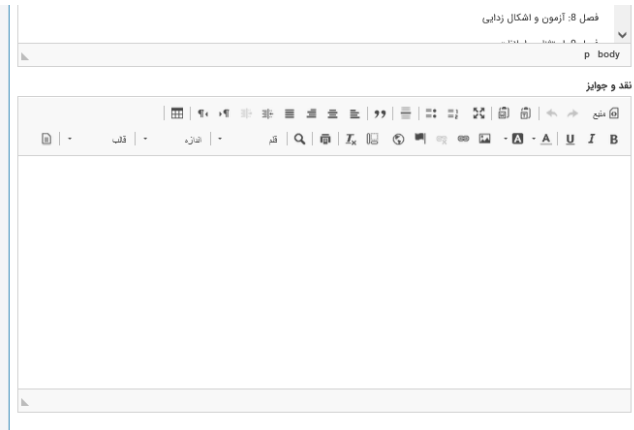 فصل 8: آزمون و اشکال زدایی
body p
نقد و جوایز
منبع
قلم
اندازه
قالب
B I U A A